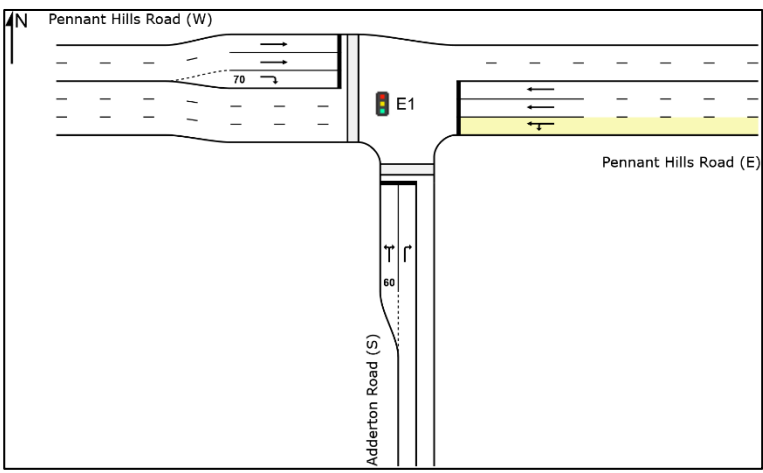 N
Pennant Hills Road (W)
70
E1
Pennant Hills Road (E)
60
Adderton Road (S)